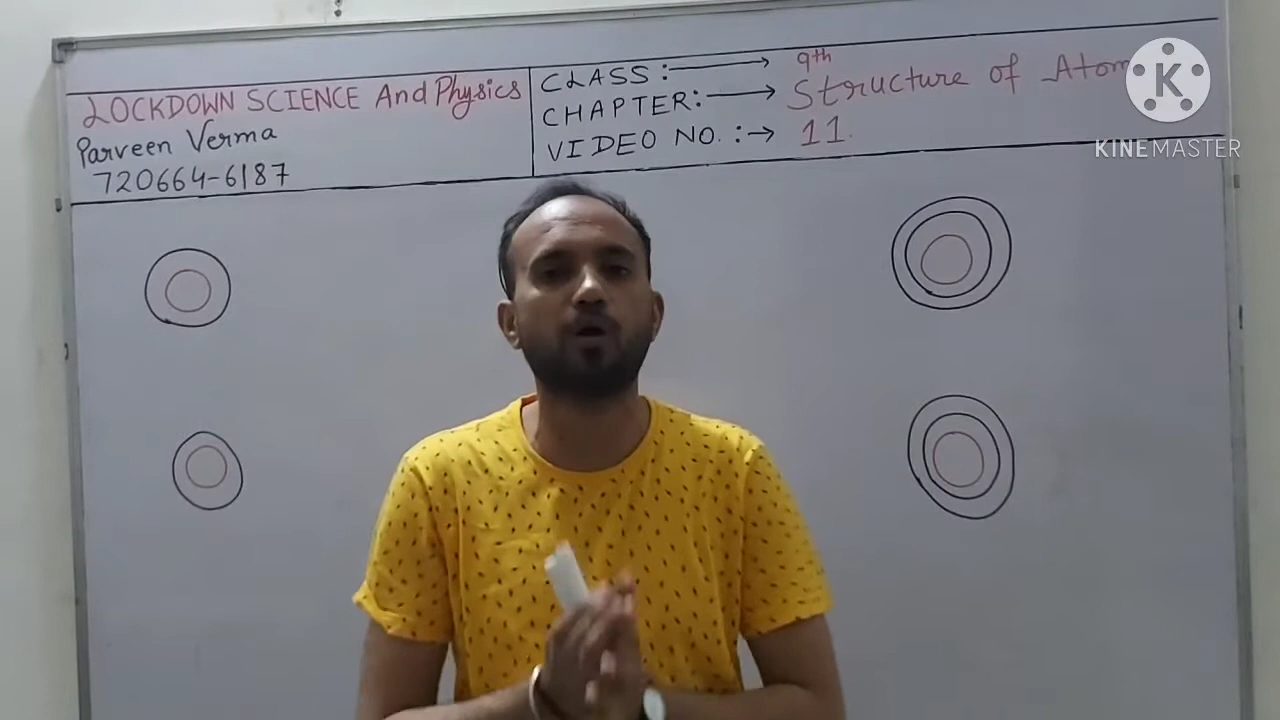 LOCKDOWN SCIENCE And Physics
Parveen Verma
720664-6187
CLASS :→ 9th
CHAPTER:→ Structure of Atom
VIDEO NO. :→ 11.
K
KINEMASTER